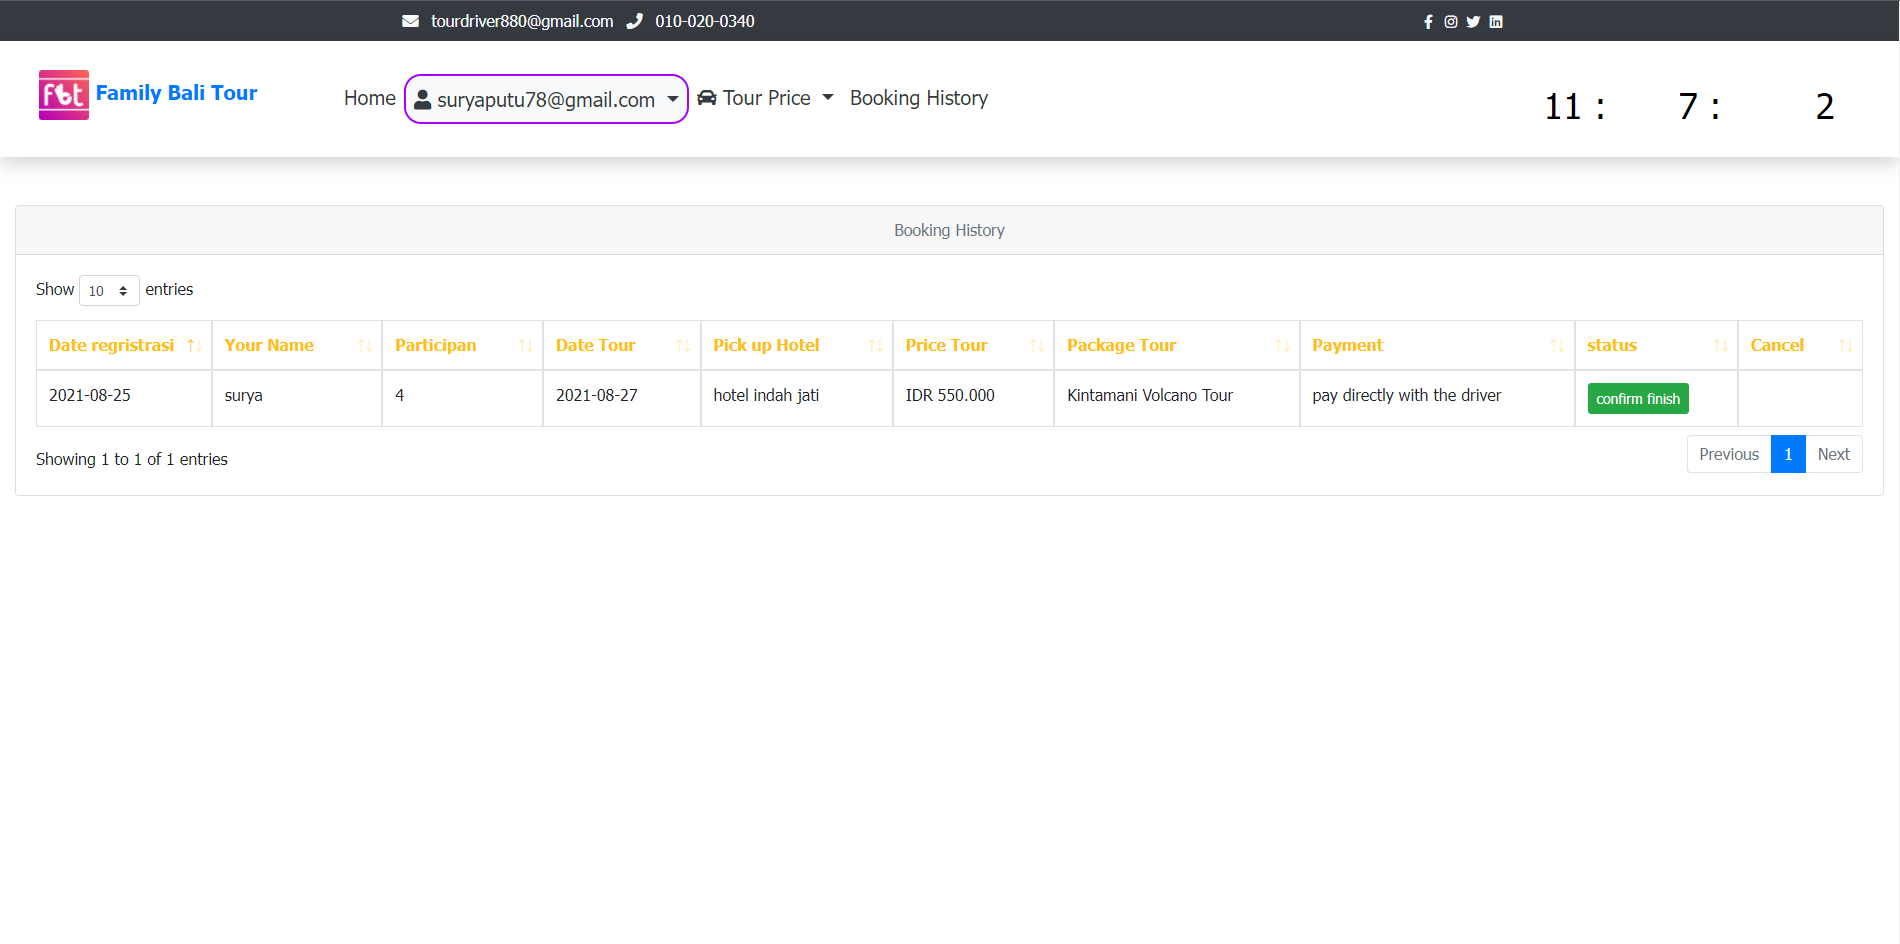 tourdriver880@gmail.com 010-020-0340
fbt Family Bali Tour Home suryaputu78@gmail.com Tour Price Booking History 11 : 7 : 2
Booking History
Show 10 entries
Date regristrasi Your Name Participan Date Tour Pick up Hotel Price Tour Package Tour Payment status Cancel
2021-08-25 surya 4 2021-08-27 hotel indah jati IDR 550.000 Kintamani Volcano Tour pay directly with the driver confirm finish
Showing 1 to 1 of 1 entries Previous 1 Next